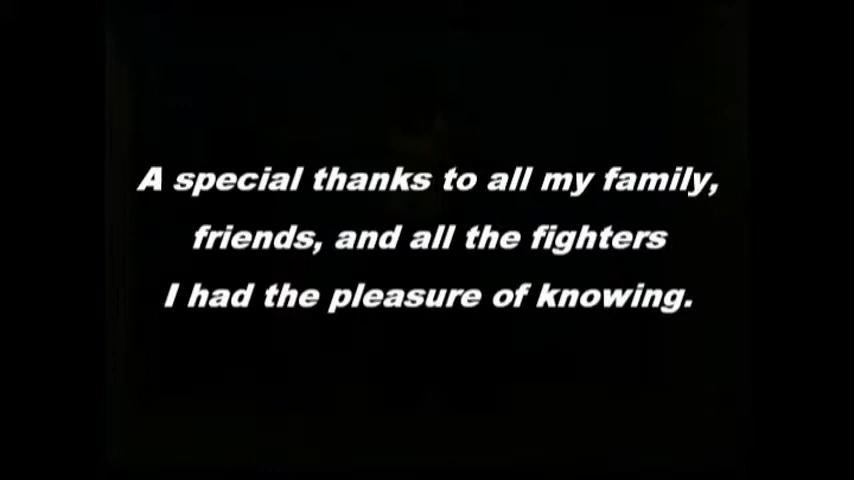 A special thanks to all my family,
friends, and all the fighters
I had the pleasure of knowing.